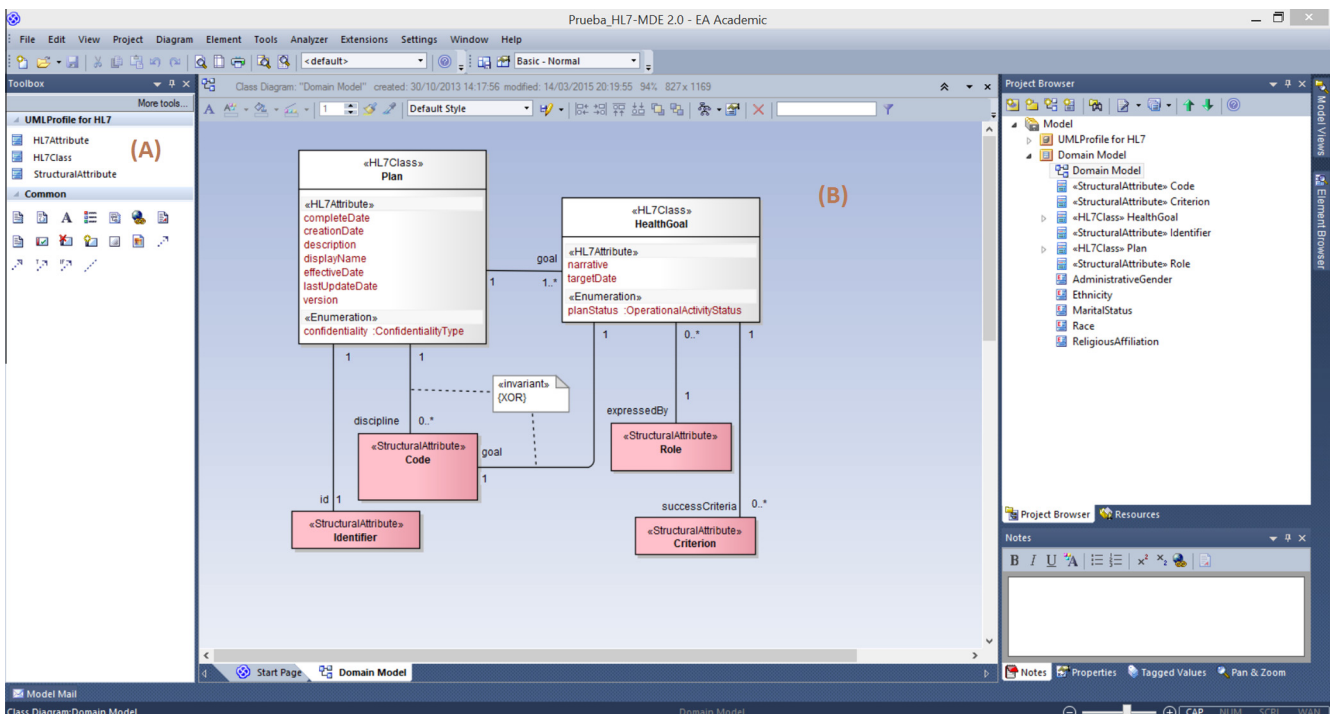 Prueba_HL7-MDE 2.0 - EA Academic
File Edit View Project Diagram Element Tools Analyzer Extensions Settings Window Help
<default>
Basic - Normal
Toolbox
More tools...
UMLProfile for HL7
HL7Attribute
HL7Class
StructuralAttribute
(A)
Common
Class Diagram: "Domain Model" created: 30/10/2013 14:17:56 modified: 14/03/2015 20:19:55 94% 827 x 1169
1
Default Style
«HL7Class»
Plan
«HL7Attribute»
completeDate
creationDate
description
displayName
effectiveDate
lastUpdateDate
version
«Enumeration»
confidentiality :ConfidentialityType
(B)
«HL7Class»
HealthGoal
«HL7Attribute»
narrative
targetDate
«Enumeration»
planStatus :OperationalActivityStatus
goal
1
1..*
1
1
1
0..*
1
«invariant»
{XOR}
discipline
0..*
expressedBy
1
«StructuralAttribute»
Code
goal
1
«StructuralAttribute»
Role
id
1
successCriteria
0..*
«StructuralAttribute»
Identifier
«StructuralAttribute»
Criterion
Start Page
Domain Model
Project Browser
Model
UMLProfile for HL7
Domain Model
Domain Model
«StructuralAttribute» Code
«StructuralAttribute» Criterion
«HL7Class» HealthGoal
«StructuralAttribute» Identifier
«HL7Class» Plan
«StructuralAttribute» Role
AdministrativeGender
Ethnicity
MaritalStatus
Race
ReligiousAffiliation
Project Browser
Resources
Notes
B I U A x² x₂
Notes Properties Tagged Values Pan & Zoom
Model Views
Element Browser
Model Mail
Class Diagram:Domain Model
Domain Model
CAP NUM SCRL WAN